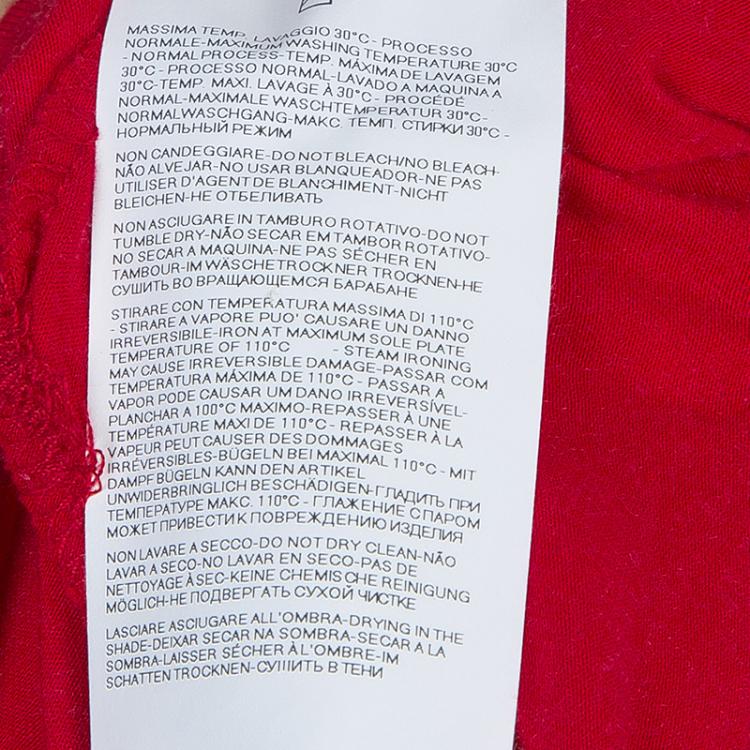 MASSIMA TEMP. LAVAGGIO 30°C - PROCESSO
NORMALE-MAXIMUM WASHING TEMPERATURE 30°C
- NORMAL PROCESS-TEMP. MÁXIMA DE LAVAGEM
30°C - PROCESSO NORMAL-LAVADO A MAQUINA A
30°C-TEMP. MAXI. LAVAGE À 30°C - PROCÉDÉ
NORMAL-MAXIMALE WASCHTEMPERATUR 30°C-
NORMALWASCHGANG-МАКС. ТЕМП. СТИРКИ 30°C -
НОРМАЛЬНЫЙ РЕЖИМ
NON CANDEGGIARE-DO NOT BLEACH/NO BLEACH-
NÃO ALVEJAR-NO USAR BLANQUEADOR-NE PAS
UTILISER D'AGENT DE BLANCHIMENT-NICHT
BLEICHEN-НЕ ОТБЕЛИВАТЬ
NON ASCIUGARE IN TAMBURO ROTATIVO-DO NOT
TUMBLE DRY-NÃO SECAR EM TAMBOR ROTATIVO-
NO SECAR A MAQUINA-NE PAS SÉCHER EN
TAMBOUR-IM WÄSCHETROCKNER TROCKNEN-НЕ
СУШИТЬ ВО ВРАЩАЮЩЕМСЯ БАРАБАНЕ
STIRARE CON TEMPERATURA MASSIMA DI 110°C
- STIRARE A VAPORE PUO' CAUSARE UN DANNO
IRREVERSIBILE-IRON AT MAXIMUM SOLE PLATE
TEMPERATURE OF 110°C - STEAM IRONING
MAY CAUSE IRREVERSIBLE DAMAGE-PASSAR COM
TEMPERATURA MÁXIMA DE 110°C - PASSAR A
VAPOR PODE CAUSAR UM DANO IRREVERSÍVEL-
PLANCHAR A 100°C MAXIMO-REPASSER À UNE
TEMPÉRATURE MAXI DE 110°C - REPASSER À LA
VAPEUR PEUT CAUSER DES DOMMAGES
IRRÉVERSIBLES-BÜGELN BEI MAXIMAL 110°C - MIT
DAMPF BÜGELN KANN DEN ARTIKEL
UNWIDERBRINGLICH BESCHÄDIGEN-ГЛАДИТЬ ПРИ
ТЕМПЕРАТУРЕ МАКС. 110°C - ГЛАЖЕНИЕ С ПАРОМ
МОЖЕТ ПРИВЕСТИ К ПОВРЕЖДЕНИЮ ИЗДЕЛИЯ
NON LAVARE A SECCO-DO NOT DRY CLEAN-NÃO
LAVAR A SECO-NO LAVAR EN SECO-PAS DE
NETTOYAGE À SEC-KEINE CHEMISCHE REINIGUNG
MÖGLICH-НЕ ПОДВЕРГАТЬ СУХОЙ ЧИСТКЕ
LASCIARE ASCIUGARE ALL'OMBRA-DRYING IN THE
SHADE-DEIXAR SECAR NA SOMBRA-SECAR A LA
SOMBRA-LAISSER SÉCHER À L'OMBRE-IM
SCHATTEN TROCKNEN-СУШИТЬ В ТЕНИ